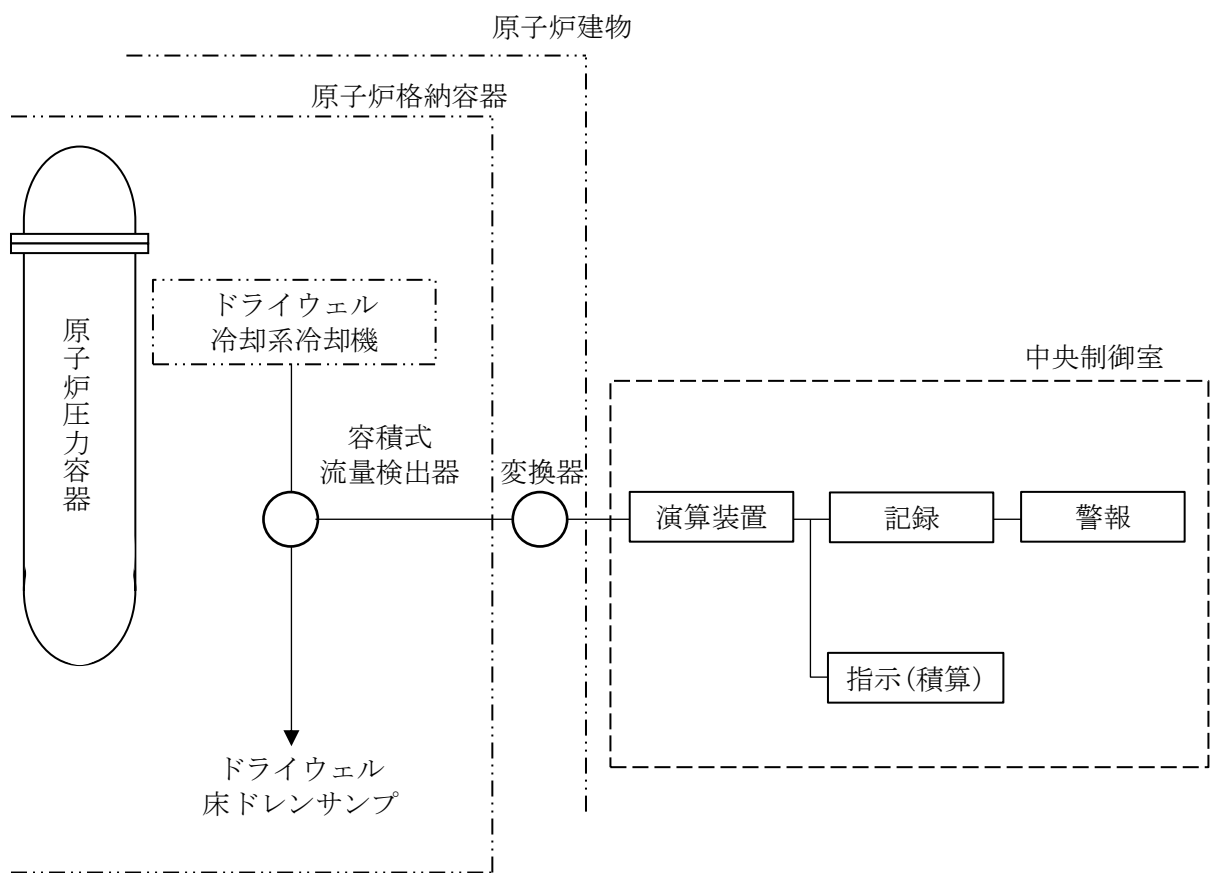 原子炉建物
原子炉格納容器
原子炉圧力容器
ドライウェル
冷却系冷却機
中央制御室
容積式
流量検出器
変換器
演算装置
記録
警報
指示(積算)
ドライウェル
床ドレンサンプ